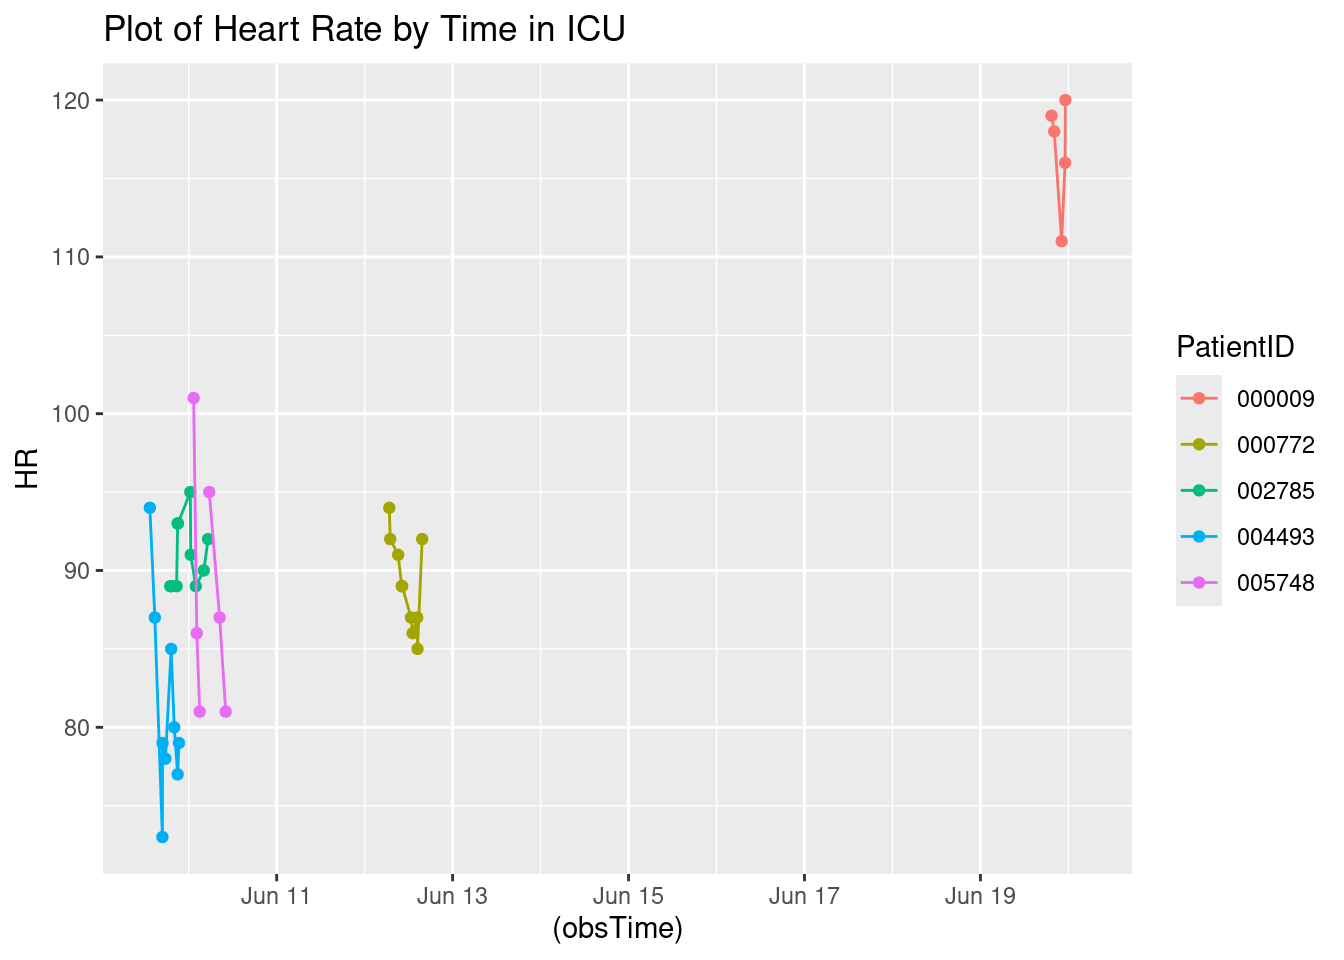 Plot of Heart Rate by Time in ICU
120
110
100
90
80
HR
Jun 11
Jun 13
Jun 15
Jun 17
Jun 19
(obsTime)
PatientID
000009
000772
002785
004493
005748